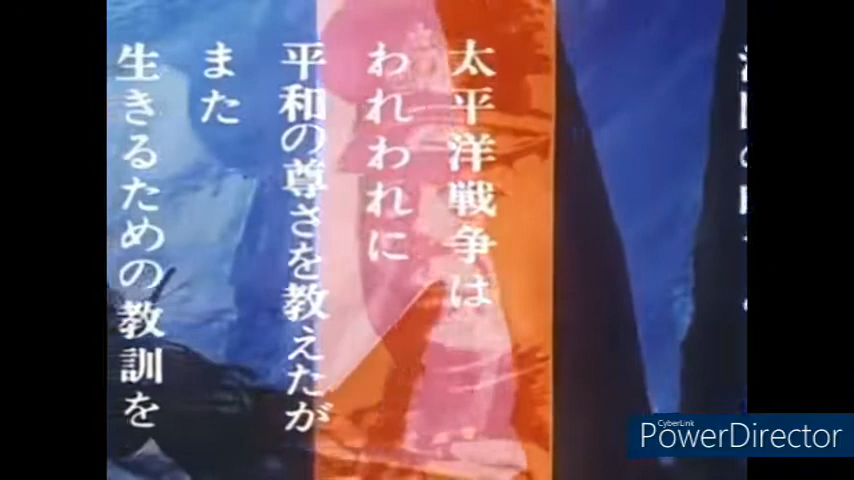 太平洋戦争は
われわれに
平和の尊さを教えたが
また
生きるための教訓を
CyberLink
PowerDirector